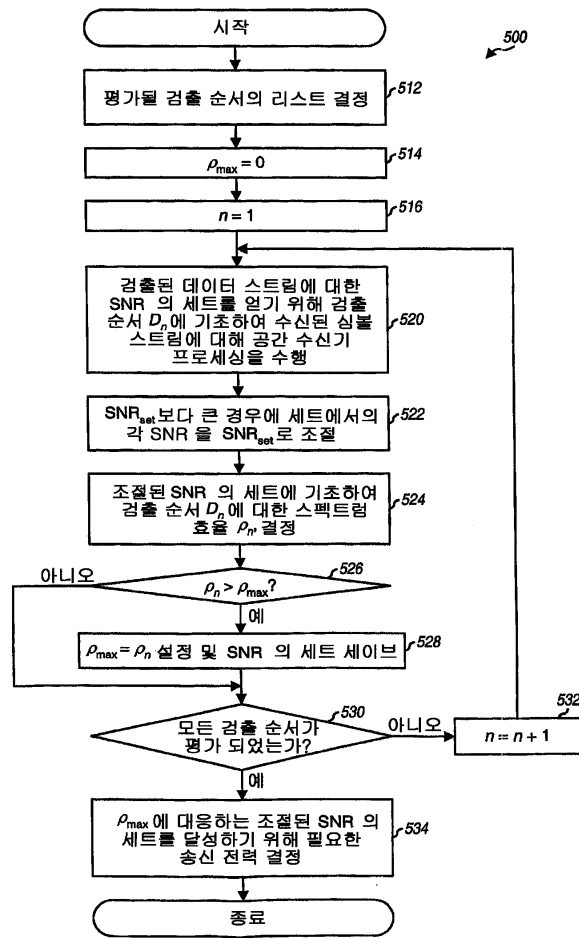 시작
500
평가될 검출 순서의 리스트 결정
512
ρmax = 0
514
n = 1
516
검출된 데이터 스트림에 대한
SNR 의 세트를 얻기 위해 검출
순서 Dn에 기초하여 수신된 심볼
스트림에 대해 공간 수신기
프로세싱을 수행
520
SNRset보다 큰 경우에 세트에서의
각 SNR 을 SNRset로 조절
522
조절된 SNR 의 세트에 기초하여
검출 순서 Dn에 대한 스펙트럼
효율 ρn, 결정
524
아니오
ρn > ρmax?
526
예
ρmax = ρn 설정 및 SNR 의 세트 세이브
528
모든 검출 순서가
평가 되었는가?
530
아니오
n = n + 1
532
예
ρmax 에 대응하는 조절된 SNR 의
세트를 달성하기 위해 필요한
송신 전력 결정
534
종료